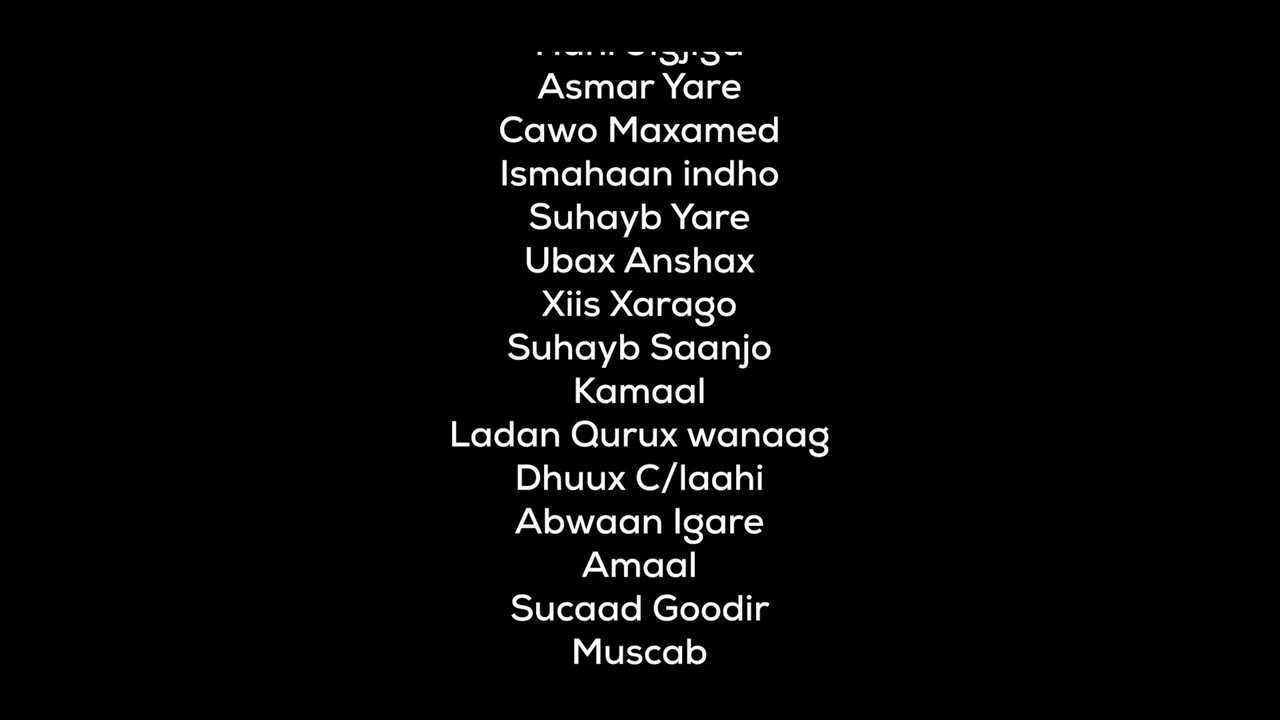 Asmar Yare
Cawo Maxamed
Ismahaan indho
Suhayb Yare
Ubax Anshax
Xiis Xarago
Suhayb Saanjo
Kamaal
Ladan Qurux wanaag
Dhuux C/laahi
Abwaan Igare
Amaal
Sucaad Goodir
Muscab